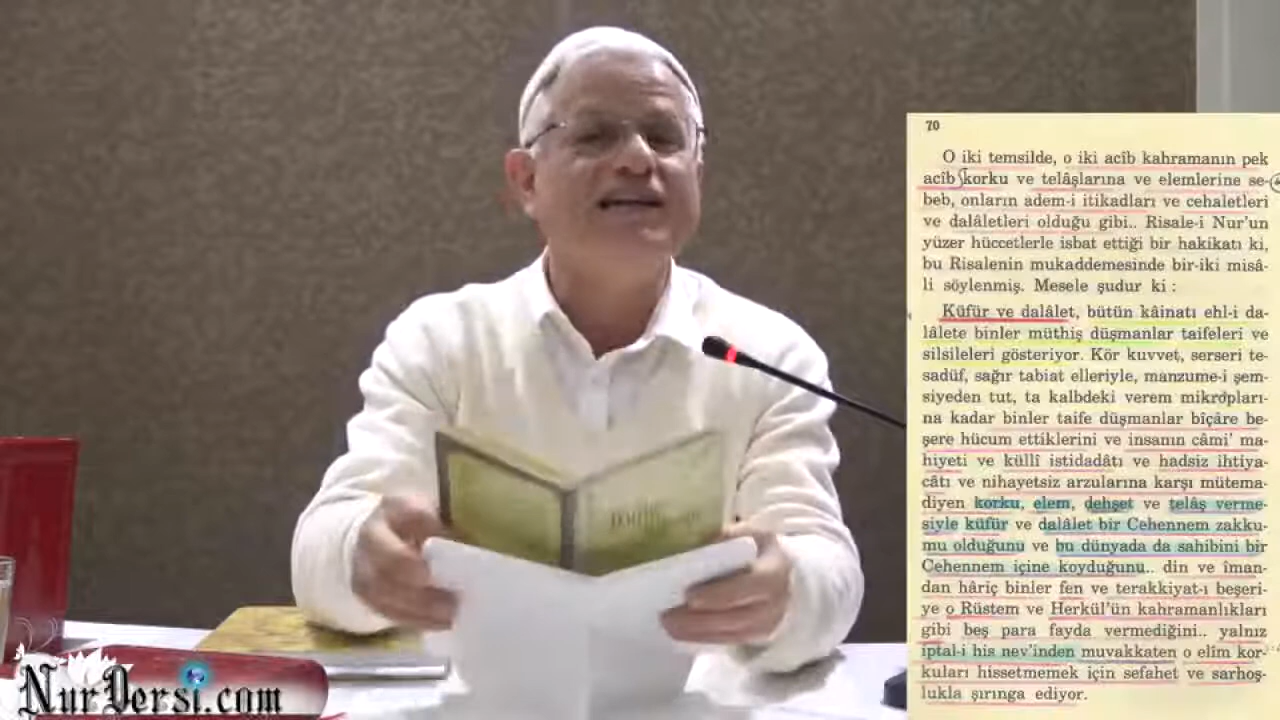 70
O iki temsilde, o iki acîb kahramanın pek
acîb korku ve telâşlarına ve elemlerine se-
beb, onların adem-i itikadları ve cehaletleri
ve dalâletleri olduğu gibi.. Risale-i Nur'un
yüzer hüccetlerle isbat ettiği bir hakikatı ki,
bu Risalenin mukaddemesinde bir-iki misâ-
li söylenmiş. Mesele şudur ki :
Küfür ve dalâlet, bütün kâinatı ehl-i da-
lâlete binler müthiş düşmanlar taifeleri ve
silsileleri gösteriyor. Kör kuvvet, serseri te-
sadüf, sağır tabiat elleriyle, manzume-i şem-
siyeden tut, ta kalbdeki verem mikropları-
na kadar binler taife düşmanlar bîçâre be-
şere hücum ettiklerini ve insanın câmi' ma-
hiyeti ve küllî istidadâtı ve hadsiz ihtiya-
câtı ve nihayetsiz arzularına karşı mütema-
diyen korku, elem, dehşet ve telâş verme-
siyle küfür ve dalâlet bir Cehennem zakku-
mu olduğunu ve bu dünyada da sahibini bir
Cehennem içine koyduğunu.. din ve îman-
dan hâriç binler fen ve terakkiyat-ı beşeri-
ye o Rüstem ve Herkül'ün kahramanlıkları
gibi beş para fayda vermediğini.. yalnız
iptal-i his nev'inden muvakkaten o elîm kor-
kuları hissetmemek için sefahet ve sarhoş-
lukla şırınga ediyor.
NurDersi.com